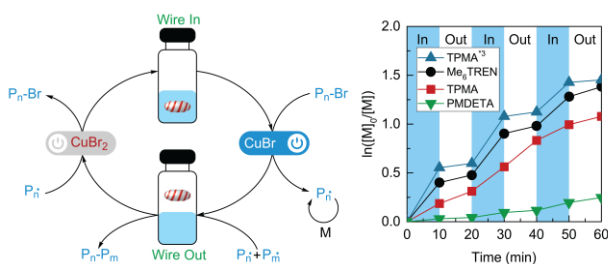 Wire In
Pn-Br
Pn-Br
CuBr2
CuBr
Pn•
Pn•
M
Pn-Pm
Wire Out
Pn•+Pm•
In Out In Out In Out
TPMA*3
Me6TREN
TPMA
PMDETA
ln([M]0/[M])
2.0
1.5
1.0
0.5
0.0
0 10 20 30 40 50 60
Time (min)